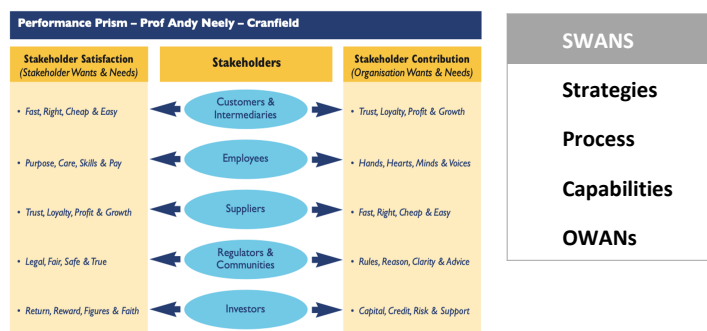 Performance Prism – Prof Andy Neely – Cranfield
Stakeholder Satisfaction
(Stakeholder Wants & Needs)
Stakeholders
Stakeholder Contribution
(Organisation Wants & Needs)
• Fast, Right, Cheap & Easy
Customers &
Intermediaries
• Trust, Loyalty, Profit & Growth
• Purpose, Care, Skills & Pay
Employees
• Hands, Hearts, Minds & Voices
• Trust, Loyalty, Profit & Growth
Suppliers
• Fast, Right, Cheap & Easy
• Legal, Fair, Safe & True
Regulators &
Communities
• Rules, Reason, Clarity & Advice
• Return, Reward, Figures & Faith
Investors
• Capital, Credit, Risk & Support
SWANS
Strategies
Process
Capabilities
OWANs